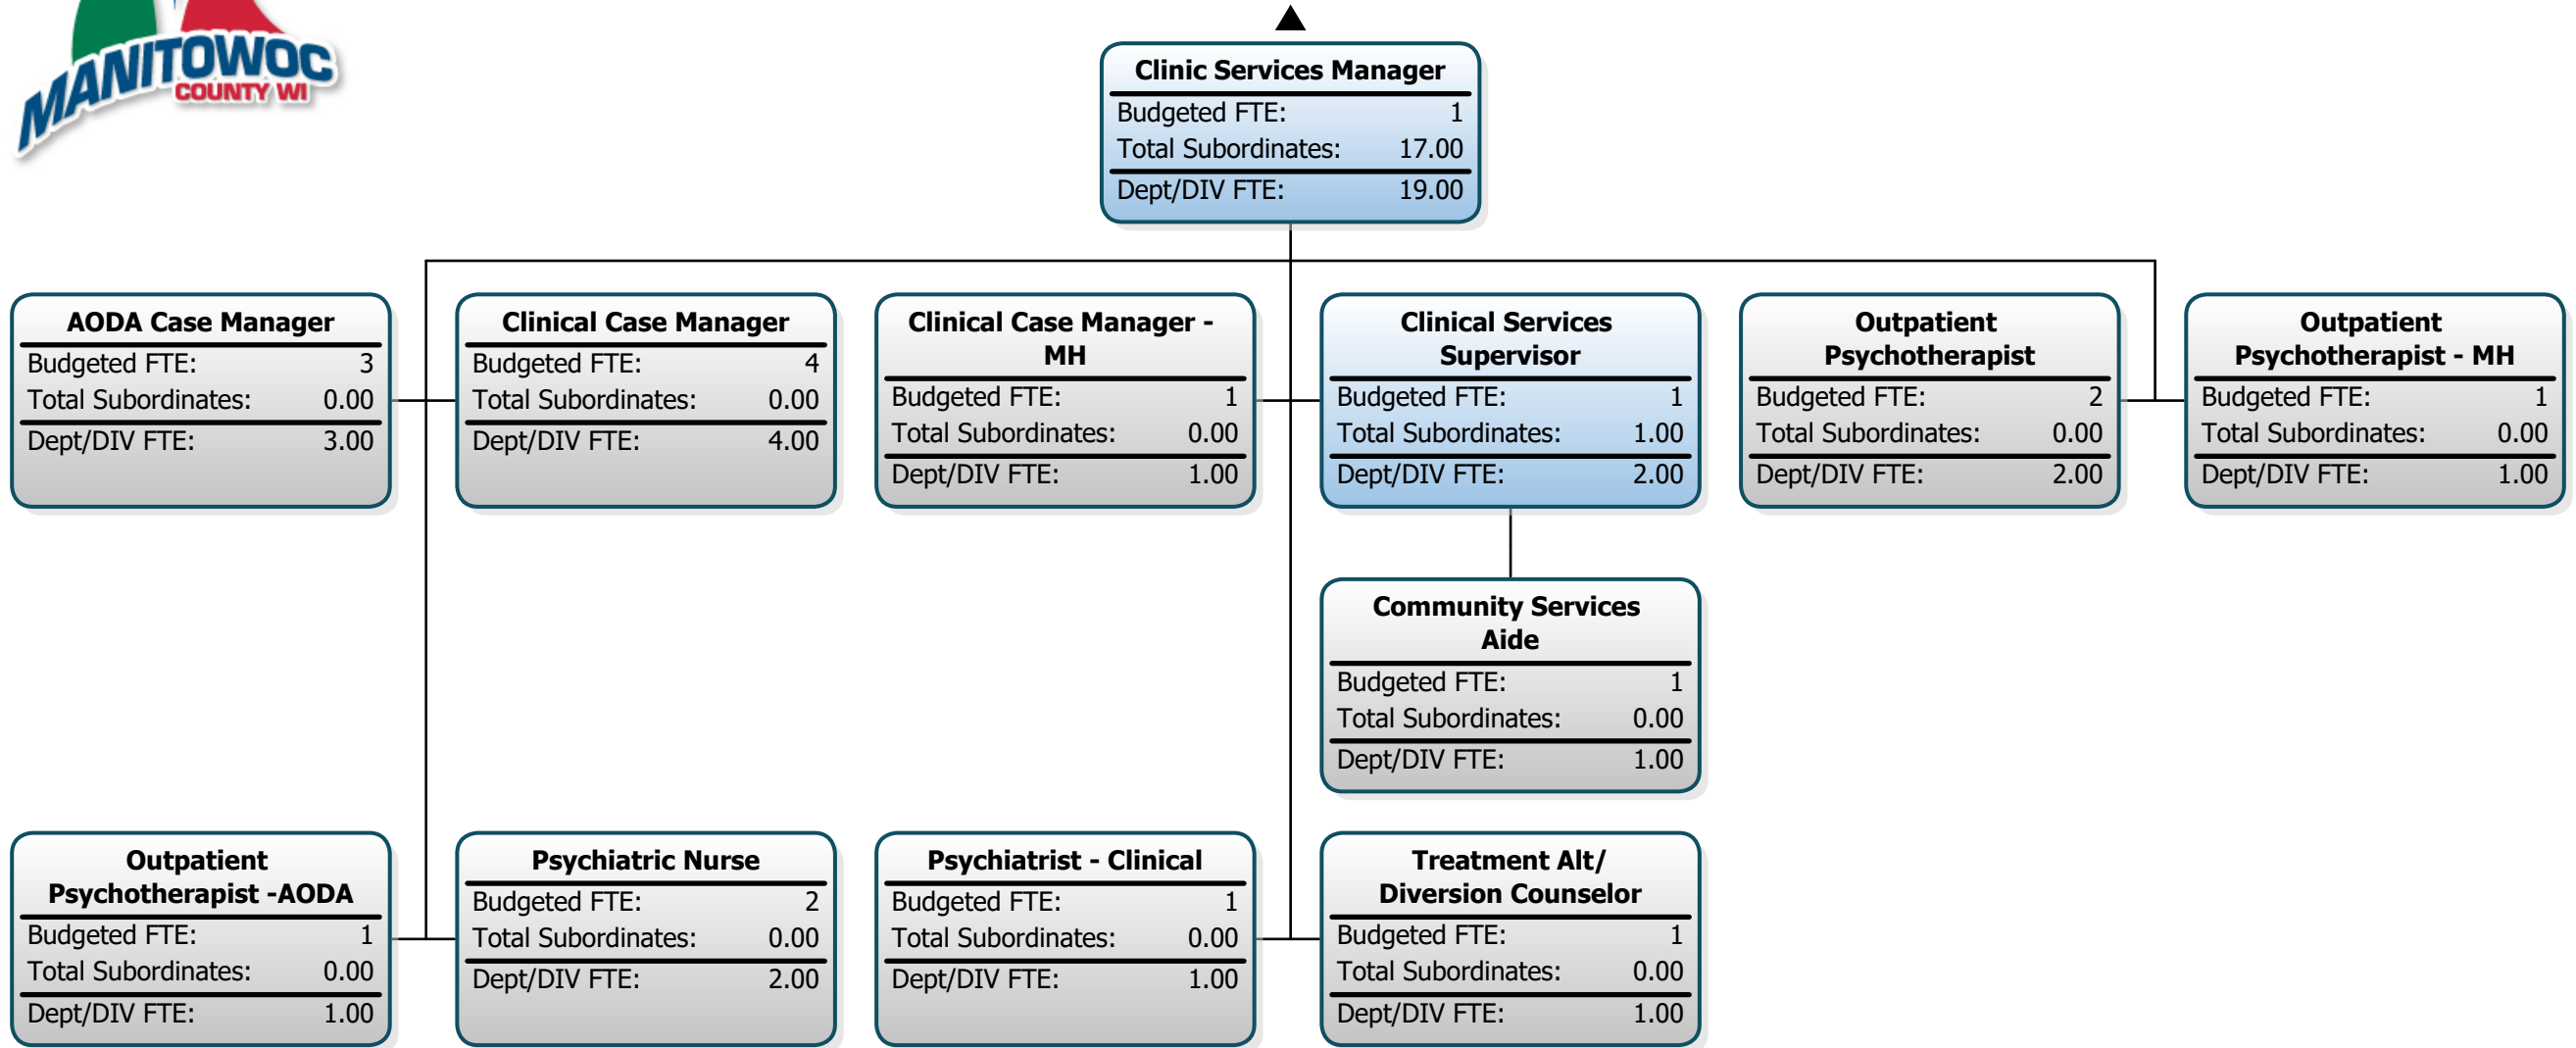 MANITOWOC
COUNTY WI
Clinic Services Manager
Budgeted FTE: 1
Total Subordinates: 17.00
Dept/DIV FTE: 19.00
AODA Case Manager
Budgeted FTE: 3
Total Subordinates: 0.00
Dept/DIV FTE: 3.00
Clinical Case Manager
Budgeted FTE: 4
Total Subordinates: 0.00
Dept/DIV FTE: 4.00
Clinical Case Manager -
MH
Budgeted FTE: 1
Total Subordinates: 0.00
Dept/DIV FTE: 1.00
Clinical Services
Supervisor
Budgeted FTE: 1
Total Subordinates: 1.00
Dept/DIV FTE: 2.00
Outpatient
Psychotherapist
Budgeted FTE: 2
Total Subordinates: 0.00
Dept/DIV FTE: 2.00
Outpatient
Psychotherapist - MH
Budgeted FTE: 1
Total Subordinates: 0.00
Dept/DIV FTE: 1.00
Community Services
Aide
Budgeted FTE: 1
Total Subordinates: 0.00
Dept/DIV FTE: 1.00
Outpatient
Psychotherapist -AODA
Budgeted FTE: 1
Total Subordinates: 0.00
Dept/DIV FTE: 1.00
Psychiatric Nurse
Budgeted FTE: 2
Total Subordinates: 0.00
Dept/DIV FTE: 2.00
Psychiatrist - Clinical
Budgeted FTE: 1
Total Subordinates: 0.00
Dept/DIV FTE: 1.00
Treatment Alt/
Diversion Counselor
Budgeted FTE: 1
Total Subordinates: 0.00
Dept/DIV FTE: 1.00